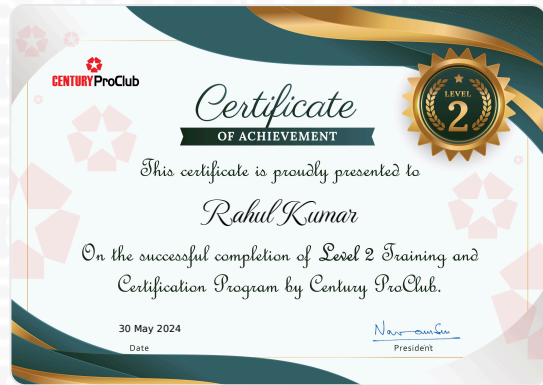 CENTURY ProClub
LEVEL
2
Certificate
OF ACHIEVEMENT
This certificate is proudly presented to
Rahul Kumar
On the successful completion of Level 2 Training and
Certification Program by Century ProClub.
30 May 2024
Date
President